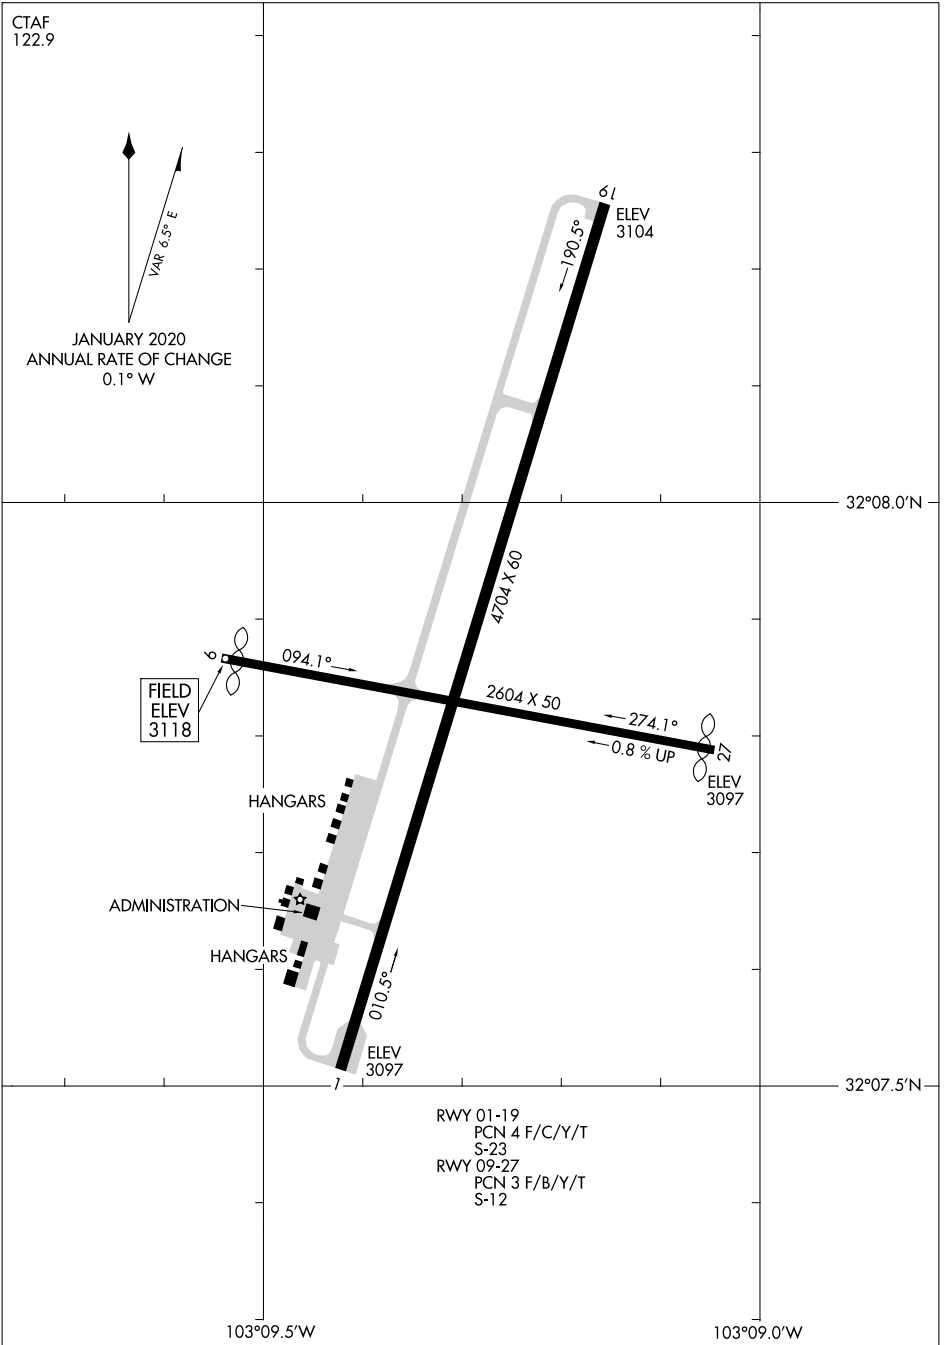 CTAF
122.9
VAR 6.5° E
JANUARY 2020
ANNUAL RATE OF CHANGE
0.1° W
19
ELEV
3104
190.5°
32°08.0'N
4704 X 60
9
094.1°
FIELD
ELEV
3118
2604 X 50
274.1°
0.8 % UP
27
ELEV
3097
HANGARS
ADMINISTRATION
HANGARS
010.5°
ELEV
3097
1
32°07.5'N
RWY 01-19
PCN 4 F/C/Y/T
S-23
RWY 09-27
PCN 3 F/B/Y/T
S-12
103°09.5'W
103°09.0'W